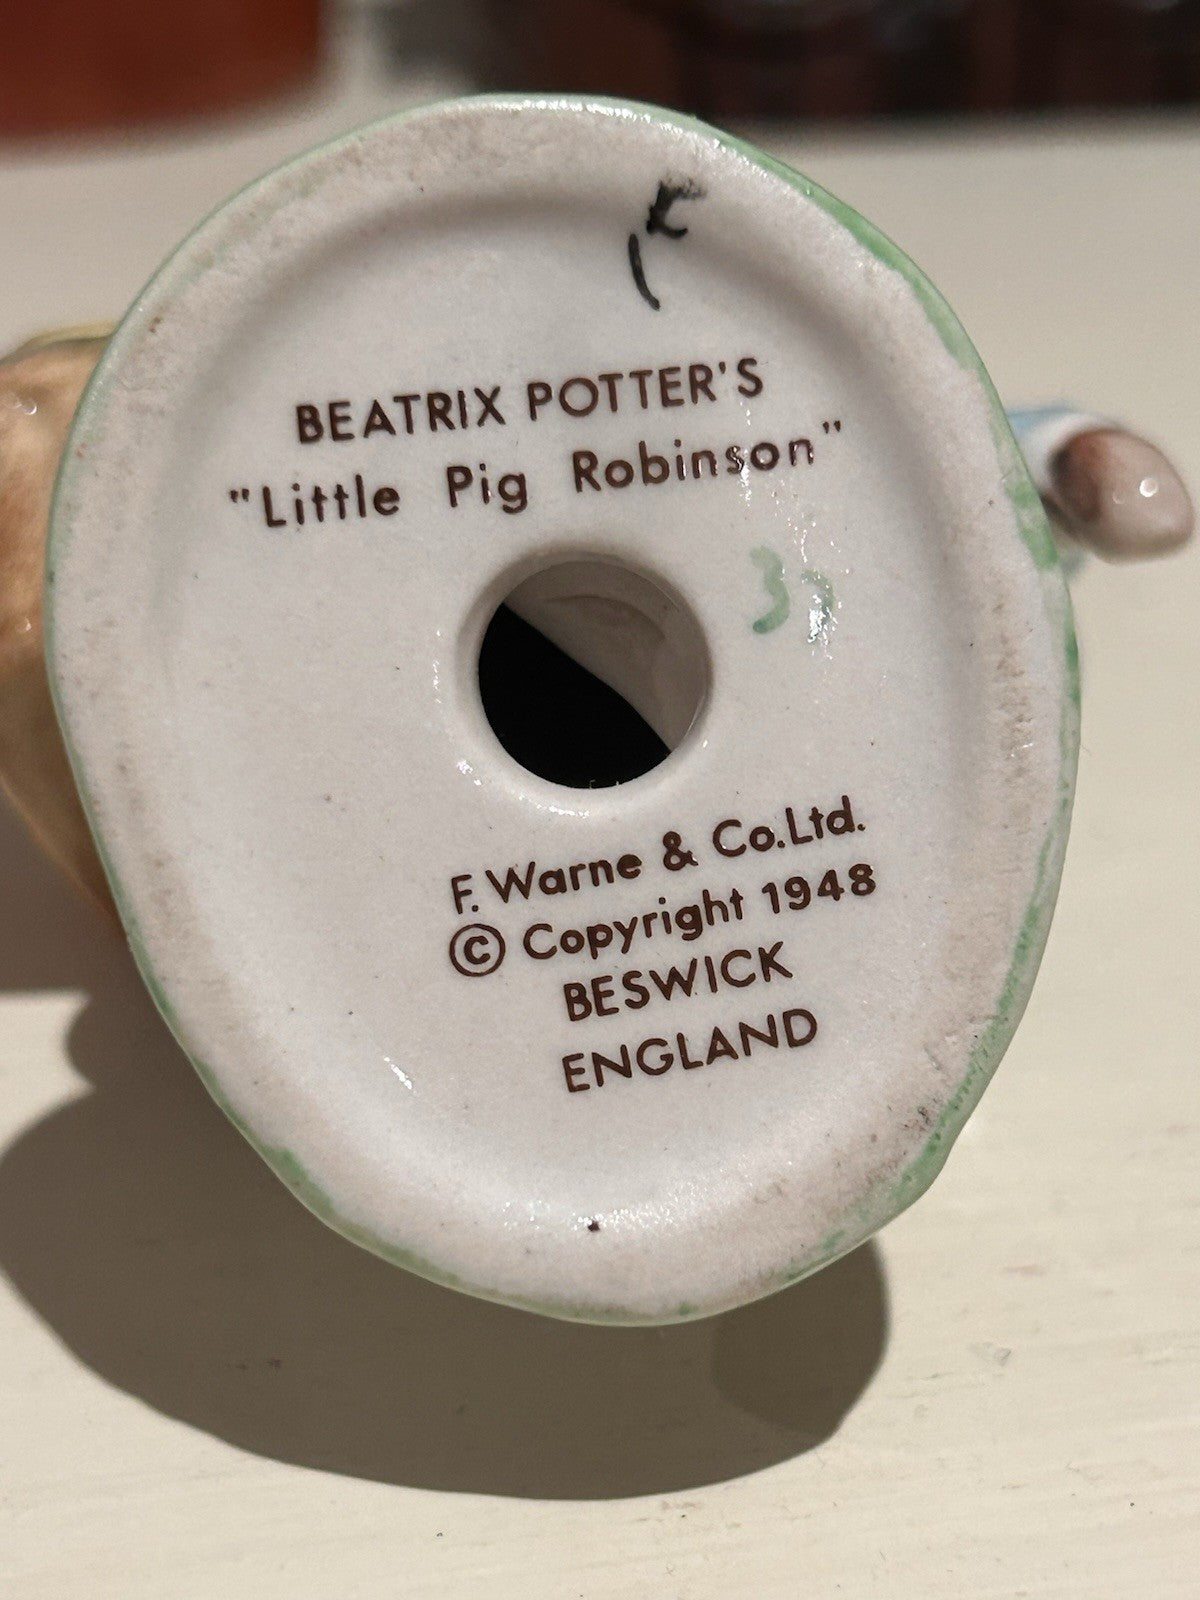 BEATRIX POTTER'S
"Little Pig Robinson"
F. Warne & Co.Ltd.
© Copyright 1948
BESWICK
ENGLAND